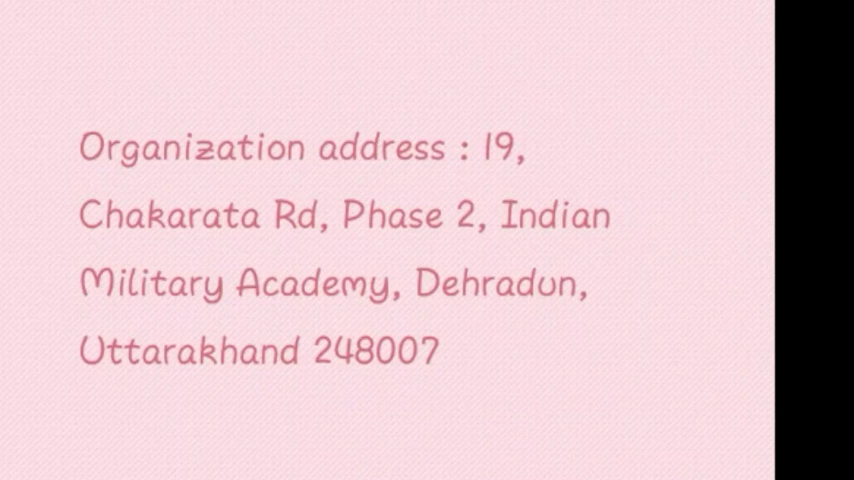 Organization address : 19,
Chakarata Rd, Phase 2, Indian
Military Academy, Dehradun,
Uttarakhand 248007